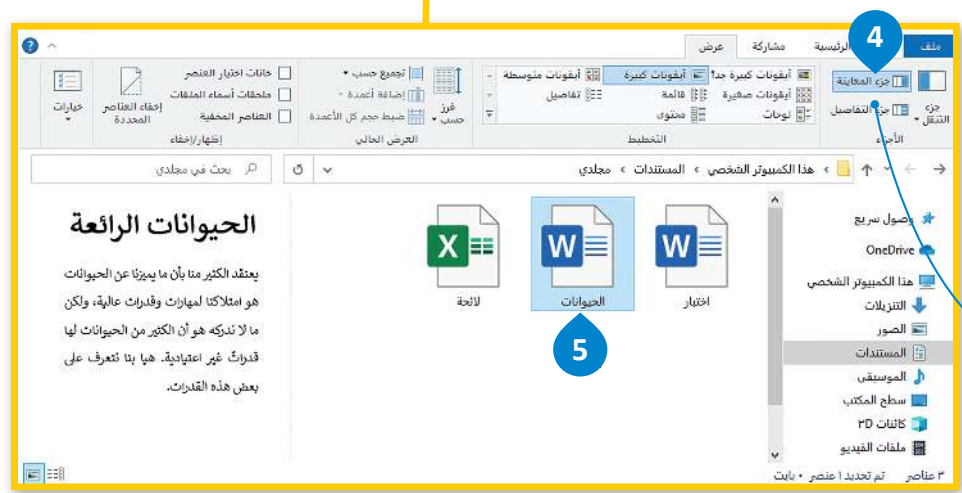 ملف الرئيسية مشاركة عرض
4
جزء المعاينة
جزء التفاصيل
جزء التنقل
الأجزاء
أيقونات كبيرة جدا أيقونات كبيرة أيقونات متوسطة
أيقونات صغيرة قائمة تفاصيل
لوحات محتوى
التخطيط
فرز حسب
تجميع حسب
إضافة أعمدة
ضبط حجم كل الأعمدة
العرض الحالي
خانات اختيار العنصر
ملحقات أسماء الملفات
العناصر المخفية
إخفاء العناصر المحددة
إظهار/إخفاء
خيارات
هذا الكمبيوتر الشخصي › المستندات › مجلدي
بحث في مجلدي
وصول سريع
OneDrive
هذا الكمبيوتر الشخصي
التنزيلات
الصور
المستندات
الموسيقى
سطح المكتب
كائنات ٣D
ملفات الفيديو
اختبار
الحيوانات
لائحة
5
الحيوانات الرائعة
يعتقد الكثير منا بأن ما يميزنا عن الحيوانات
هو امتلاكنا لمهارات وقدرات عالية، ولكن
ما لا ندركه هو أن الكثير من الحيوانات لها
قدراتٌ غير اعتيادية. هيا بنا نتعرف على
بعض هذه القدرات.
٣ عناصر تم تحديد ١ عنصر ٠ بايت